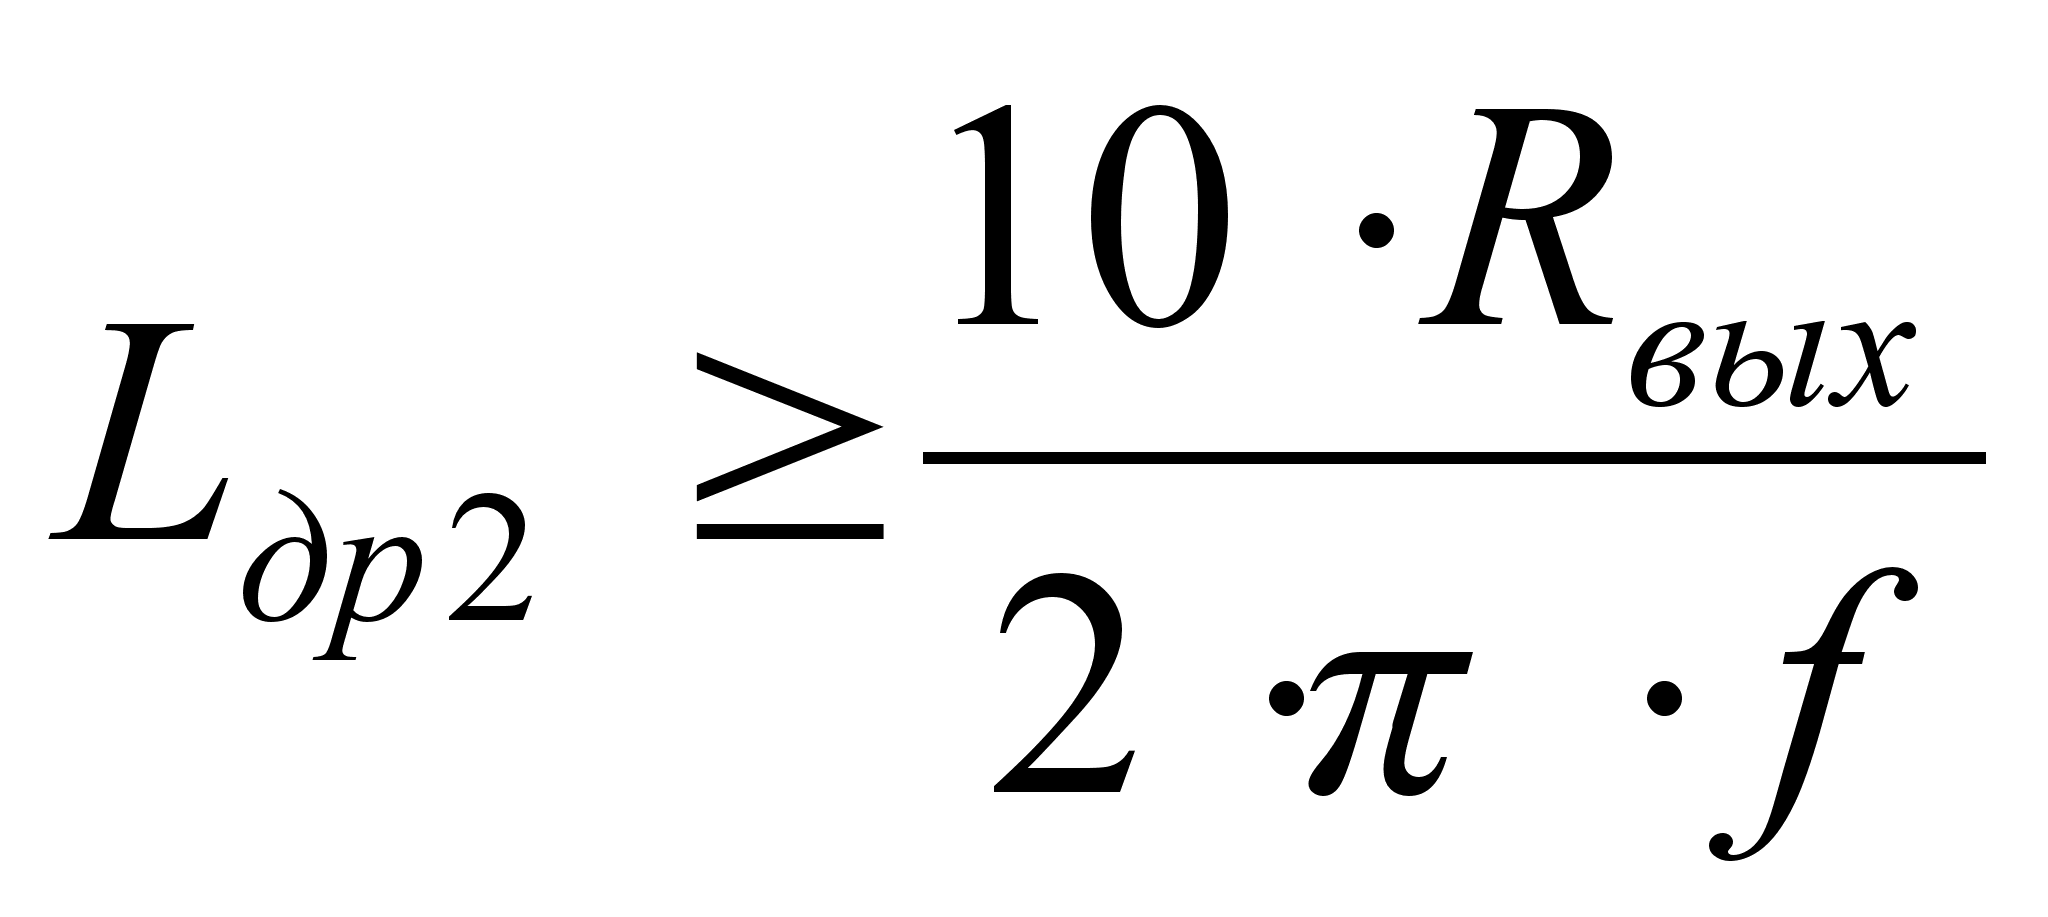 L_др2 ≥ (10 · R_вых) / (2 · π · f)